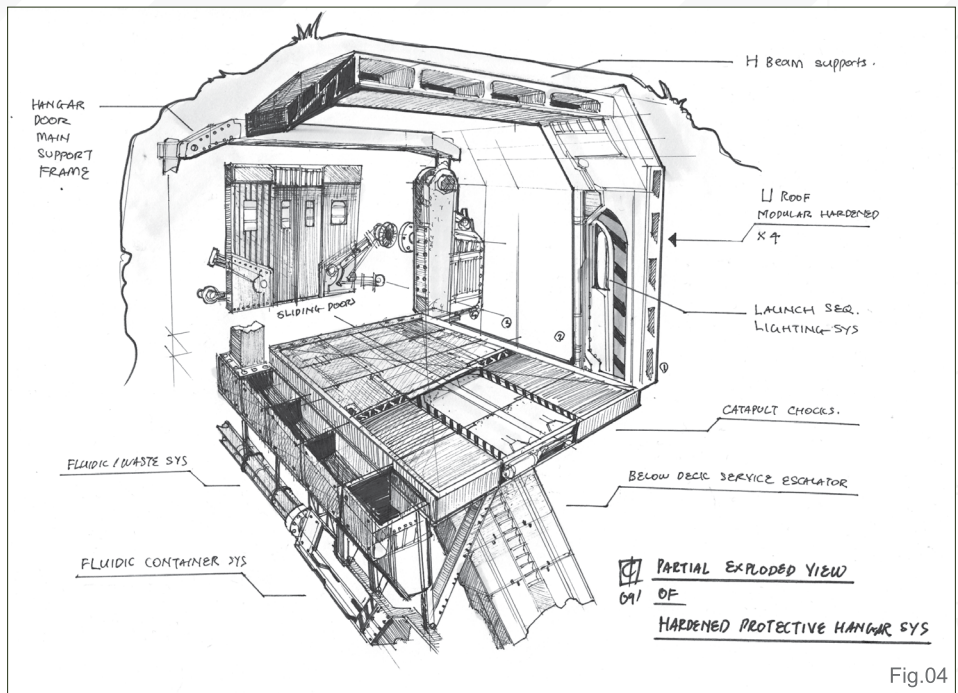 H BEAM SUPPORTS.
HANGAR
DOOR
MAIN
SUPPORT
FRAME
U ROOF
MODULAR HARDENED
X 4
SLIDING DOORS
LAUNCH SEQ.
LIGHTING SYS
CATAPULT CHOCKS.
FLUIDIC / WASTE SYS
BELOW DECK SERVICE ESCALATOR
FLUIDIC CONTAINER SYS
09!
PARTIAL EXPLODED VIEW
OF
HARDENED PROTECTIVE HANGAR SYS
Fig.04